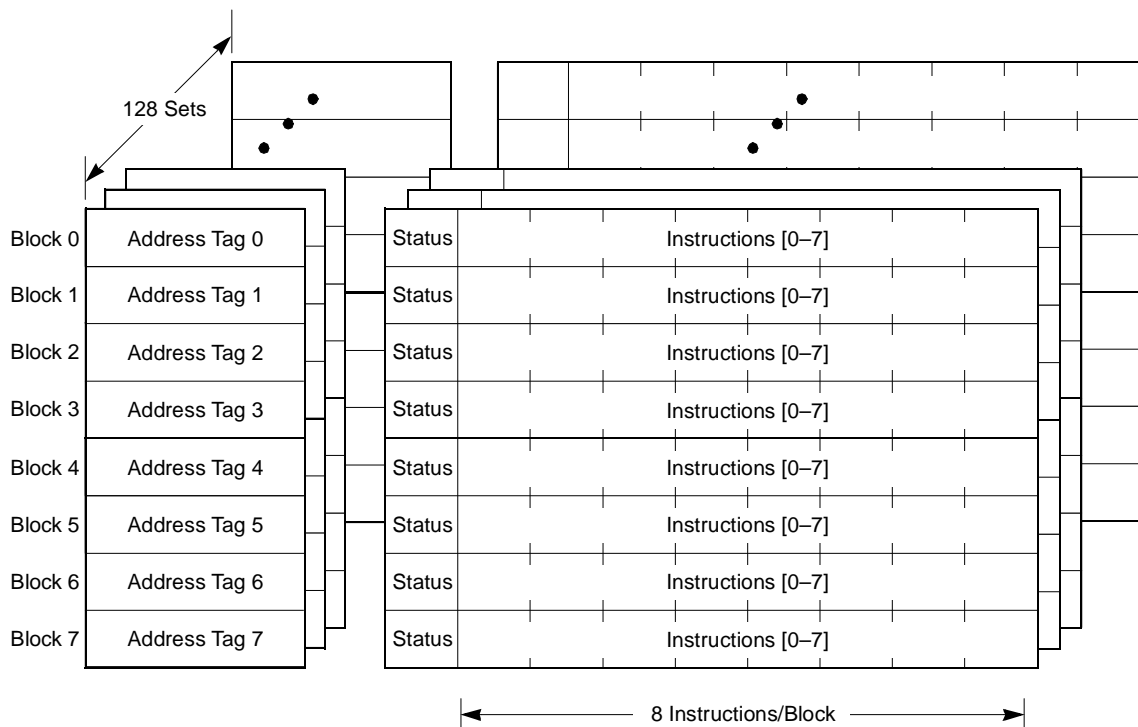 128 Sets
Block 0 Address Tag 0 Status Instructions [0–7]
Block 1 Address Tag 1 Status Instructions [0–7]
Block 2 Address Tag 2 Status Instructions [0–7]
Block 3 Address Tag 3 Status Instructions [0–7]
Block 4 Address Tag 4 Status Instructions [0–7]
Block 5 Address Tag 5 Status Instructions [0–7]
Block 6 Address Tag 6 Status Instructions [0–7]
Block 7 Address Tag 7 Status Instructions [0–7]
8 Instructions/Block